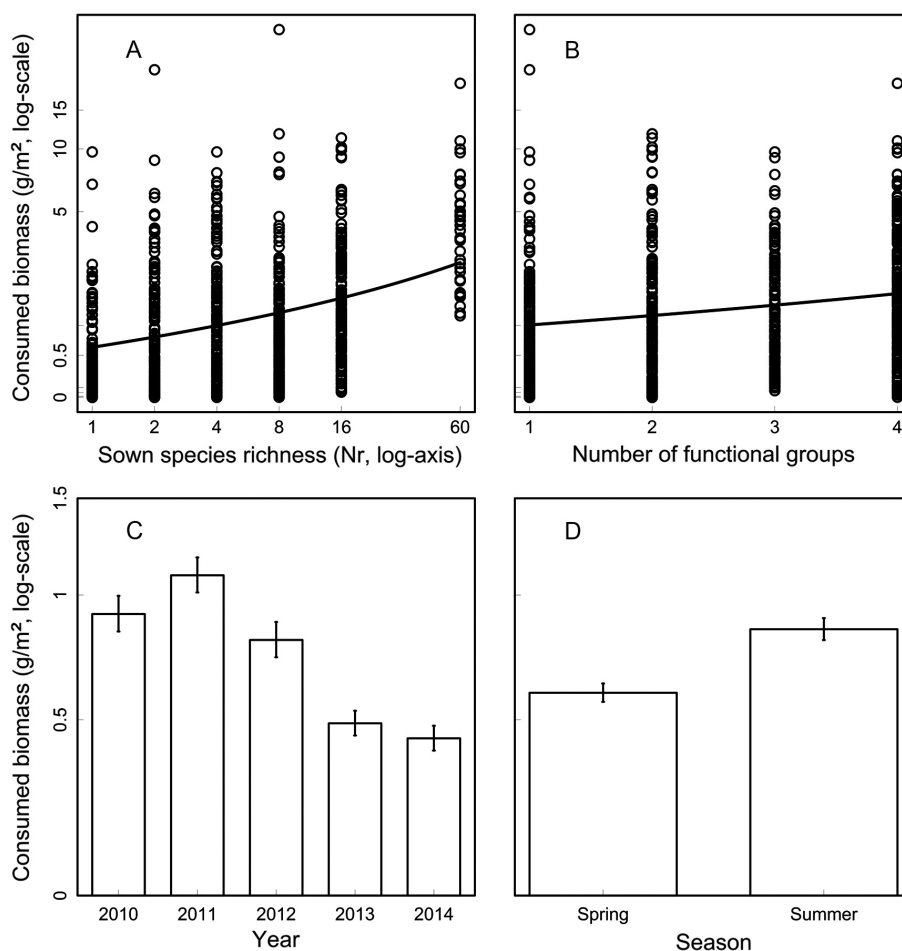 A
B
Consumed biomass (g/m², log-scale)
15
10
5
0.5
0
1 2 4 8 16 60
1 2 3 4
Sown species richness (Nr, log-axis)
Number of functional groups
C
D
Consumed biomass (g/m², log-scale)
1.5
1
0.5
0
2010 2011 2012 2013 2014
Spring Summer
Year
Season